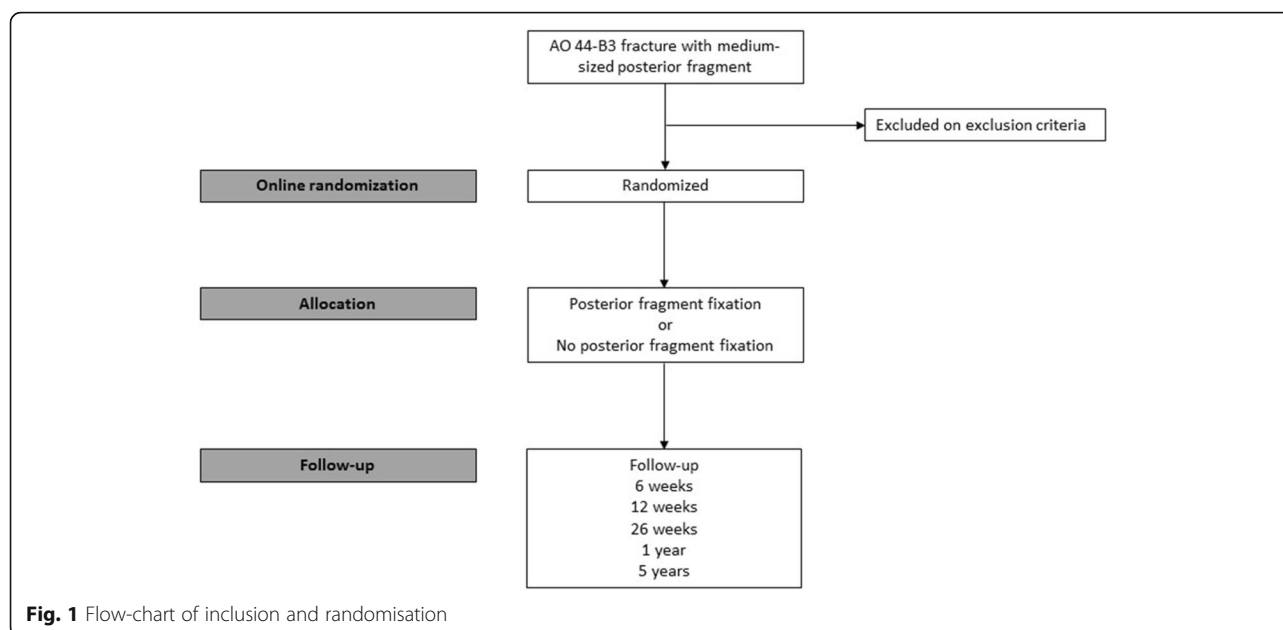 AO 44-B3 fracture with medium-
sized posterior fragment
Excluded on exclusion criteria
Online randomization
Randomized
Allocation
Posterior fragment fixation
or
No posterior fragment fixation
Follow-up
Follow-up
6 weeks
12 weeks
26 weeks
1 year
5 years
Fig. 1 Flow-chart of inclusion and randomisation